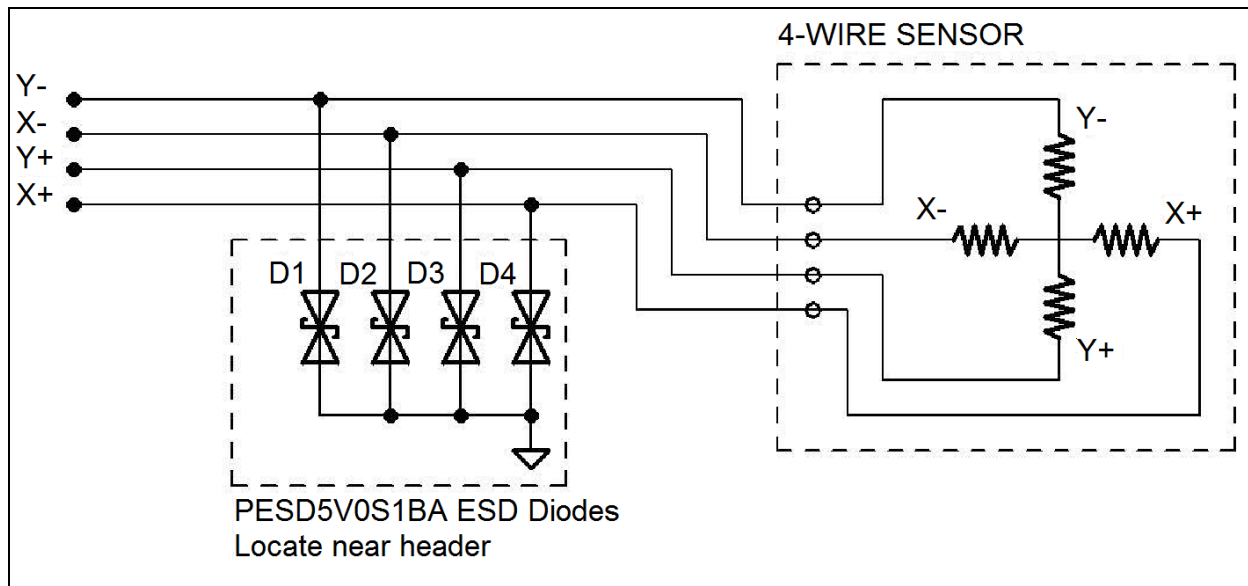 4-WIRE SENSOR
Y-
X-
Y+
X+
Y-
X-
X+
Y+
D1
D2
D3
D4
PESD5V0S1BA ESD Diodes
Locate near header